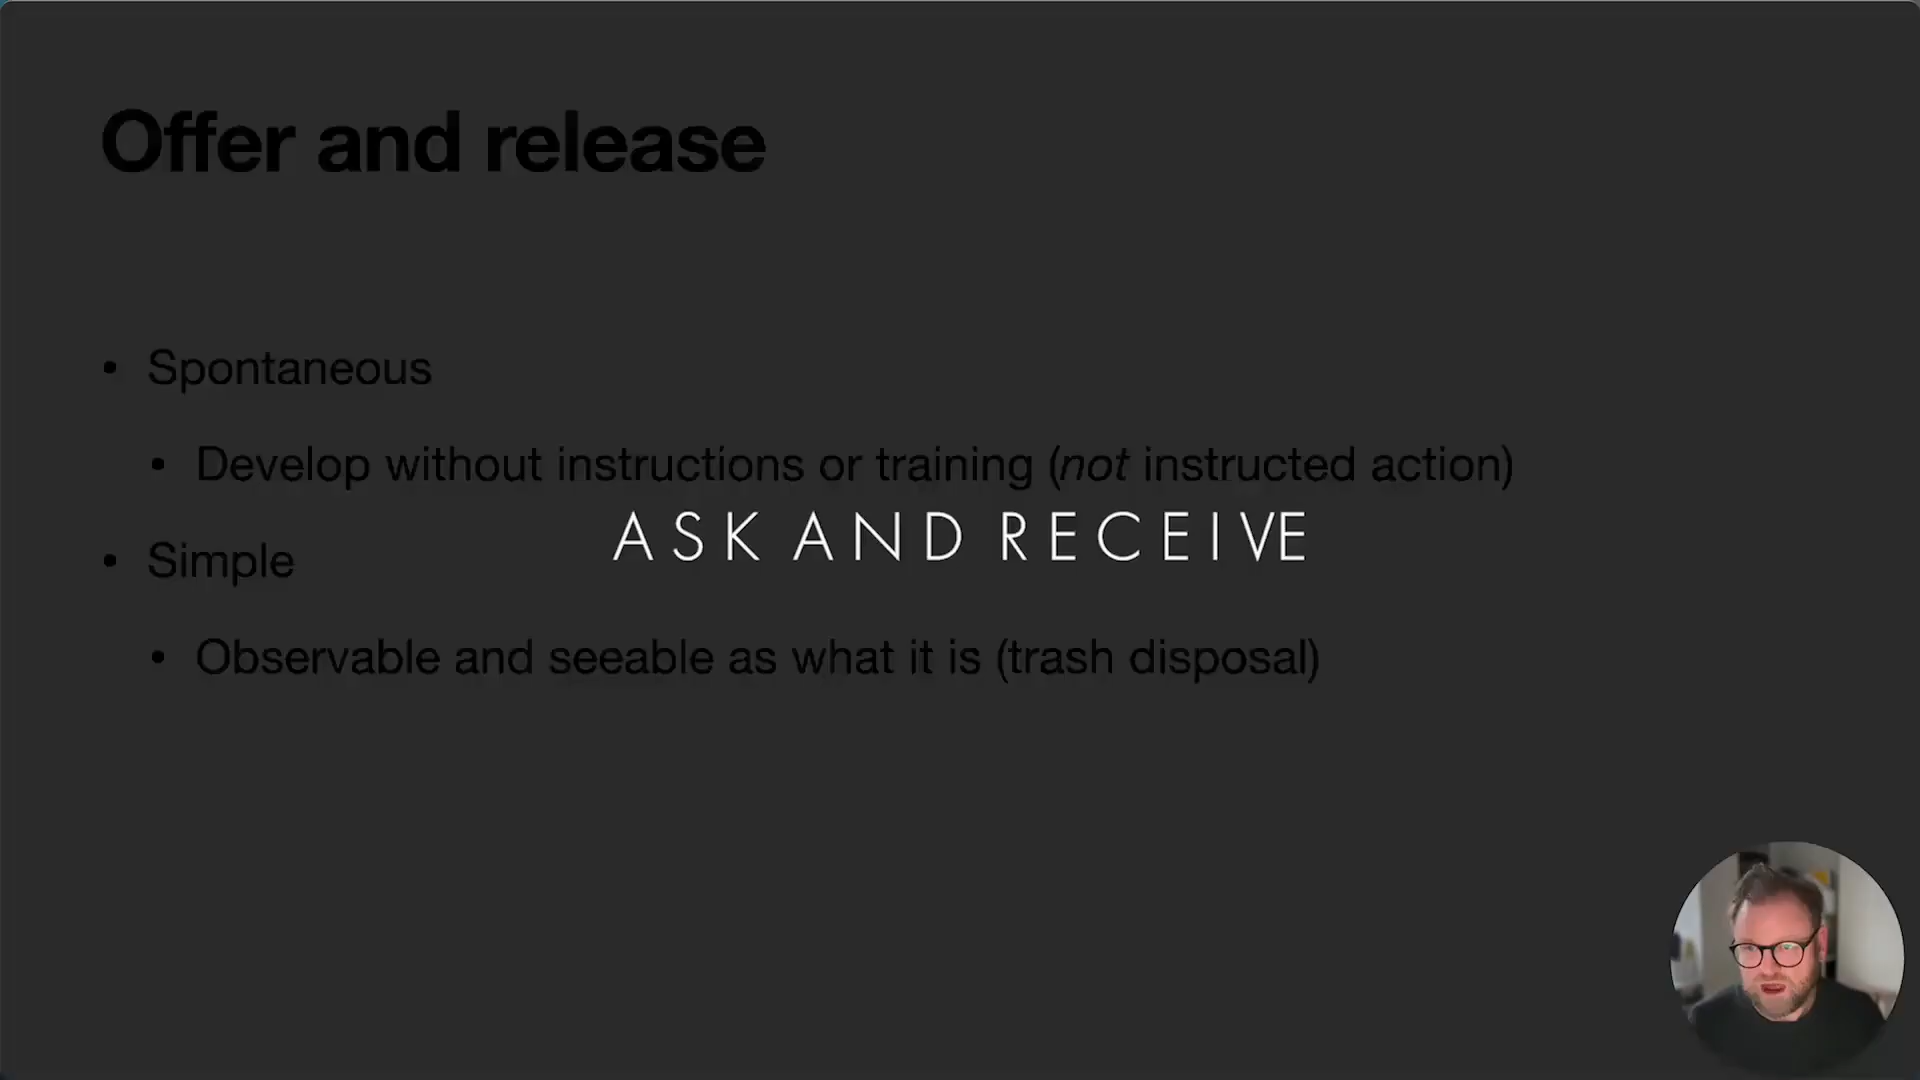 Offer and release
• Spontaneous
• Develop without instructions or training (not instructed action)
ASK AND RECEIVE
• Simple
• Observable and seeable as what it is (trash disposal)